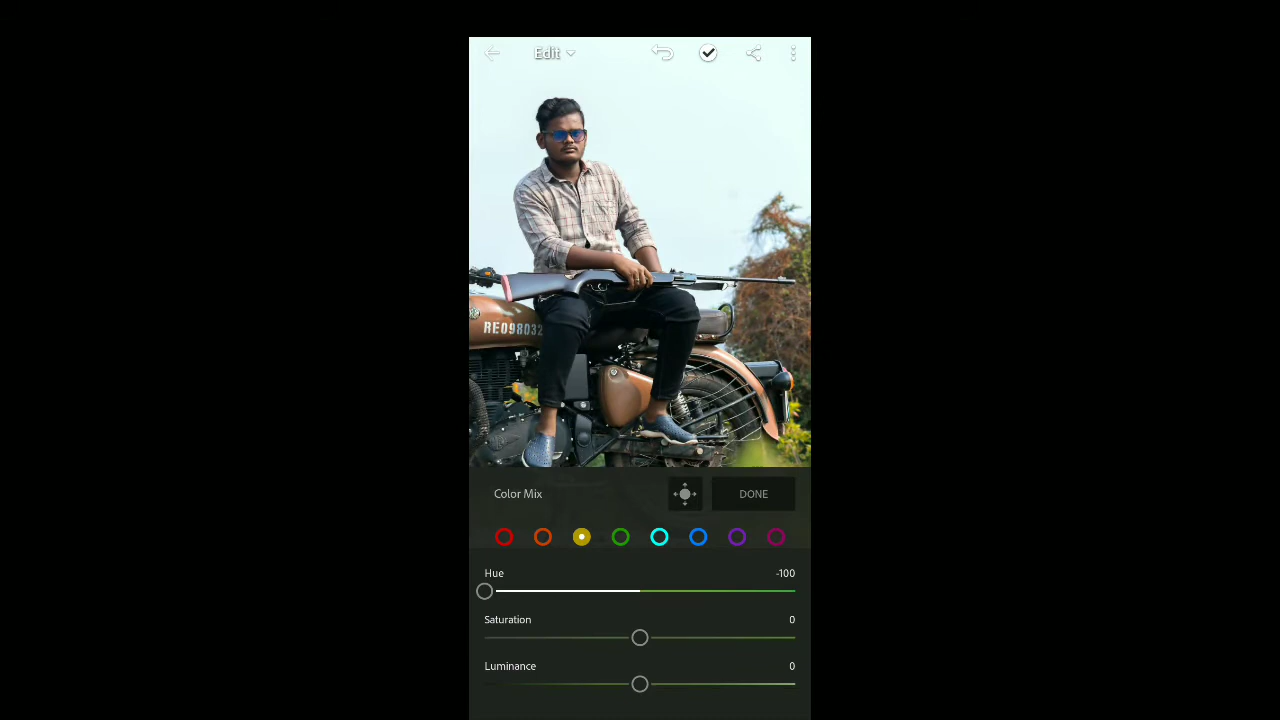 Edit
RE098032
Color Mix
DONE
Hue
-100
Saturation
0
Luminance
0